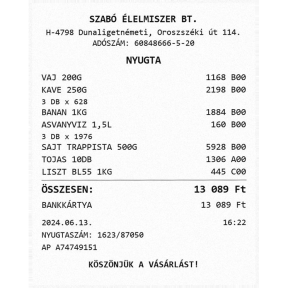 SZABÓ ÉLELMISZER BT.
H-4798 Dunaligetnémeti, Oroszszéki út 114.
ADÓSZÁM: 60848666-5-20
NYUGTA
VAJ 200G 1168 B00
KAVE 250G 2198 B00
3 DB x 628
BANAN 1KG 1884 B00
ASVANYVIZ 1,5L 160 B00
3 DB x 1976
SAJT TRAPPISTA 500G 5928 B00
TOJAS 10DB 1306 A00
LISZT BL55 1KG 445 C00
ÖSSZESEN: 13 089 Ft
BANKKÁRTYA 13 089 Ft
2024.06.13. 16:22
NYUGTASZÁM: 1623/87050
AP A74749151
KÖSZÖNJÜK A VÁSÁRLÁST!